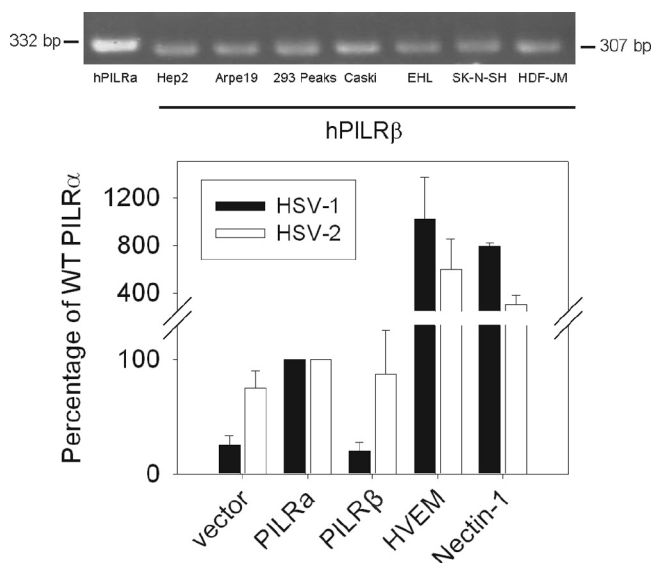 332 bp
307 bp
hPILRa Hep2 Arpe19 293 Peaks Caski EHL SK-N-SH HDF-JM
hPILRβ
Percentage of WT PILRα
1200
800
400
100
0
HSV-1
HSV-2
vector
PILRa
PILRβ
HVEM
Nectin-1